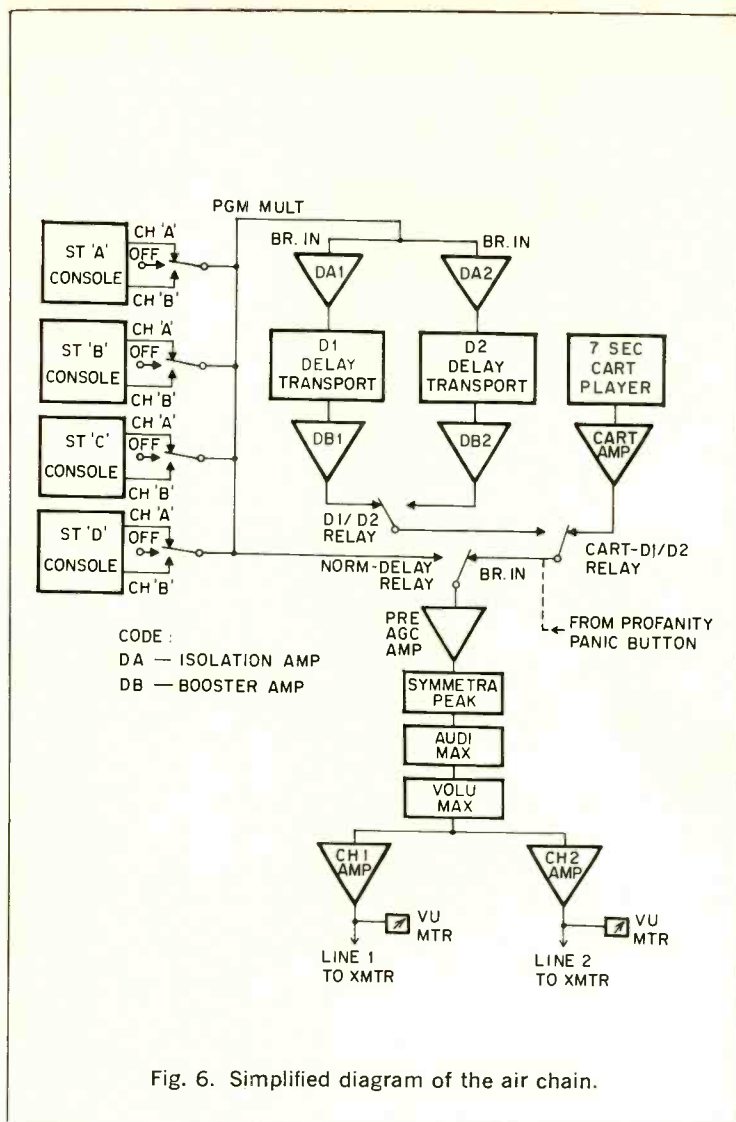 PGM MULT
ST 'A'
CONSOLE
CH 'A'
OFF
CH 'B'
ST 'B'
CONSOLE
CH 'A'
OFF
CH 'B'
ST 'C'
CONSOLE
CH 'A'
OFF
CH 'B'
ST 'D'
CONSOLE
CH 'A'
OFF
CH 'B'
BR. IN
BR. IN
DA1
DA2
D1
DELAY
TRANSPORT
D2
DELAY
TRANSPORT
7 SEC
CART
PLAYER
DB1
DB2
CART
AMP
D1/D2
RELAY
CART-D1/D2
RELAY
NORM-DELAY
RELAY
BR. IN
FROM PROFANITY
PANIC BUTTON
PRE
AGC
AMP
CODE :
DA — ISOLATION AMP
DB — BOOSTER AMP
SYMMETRA
PEAK
AUDI
MAX
VOLU
MAX
CH1
AMP
CH2
AMP
VU
MTR
VU
MTR
LINE 1
TO XMTR
LINE 2
TO XMTR
Fig. 6. Simplified diagram of the air chain.